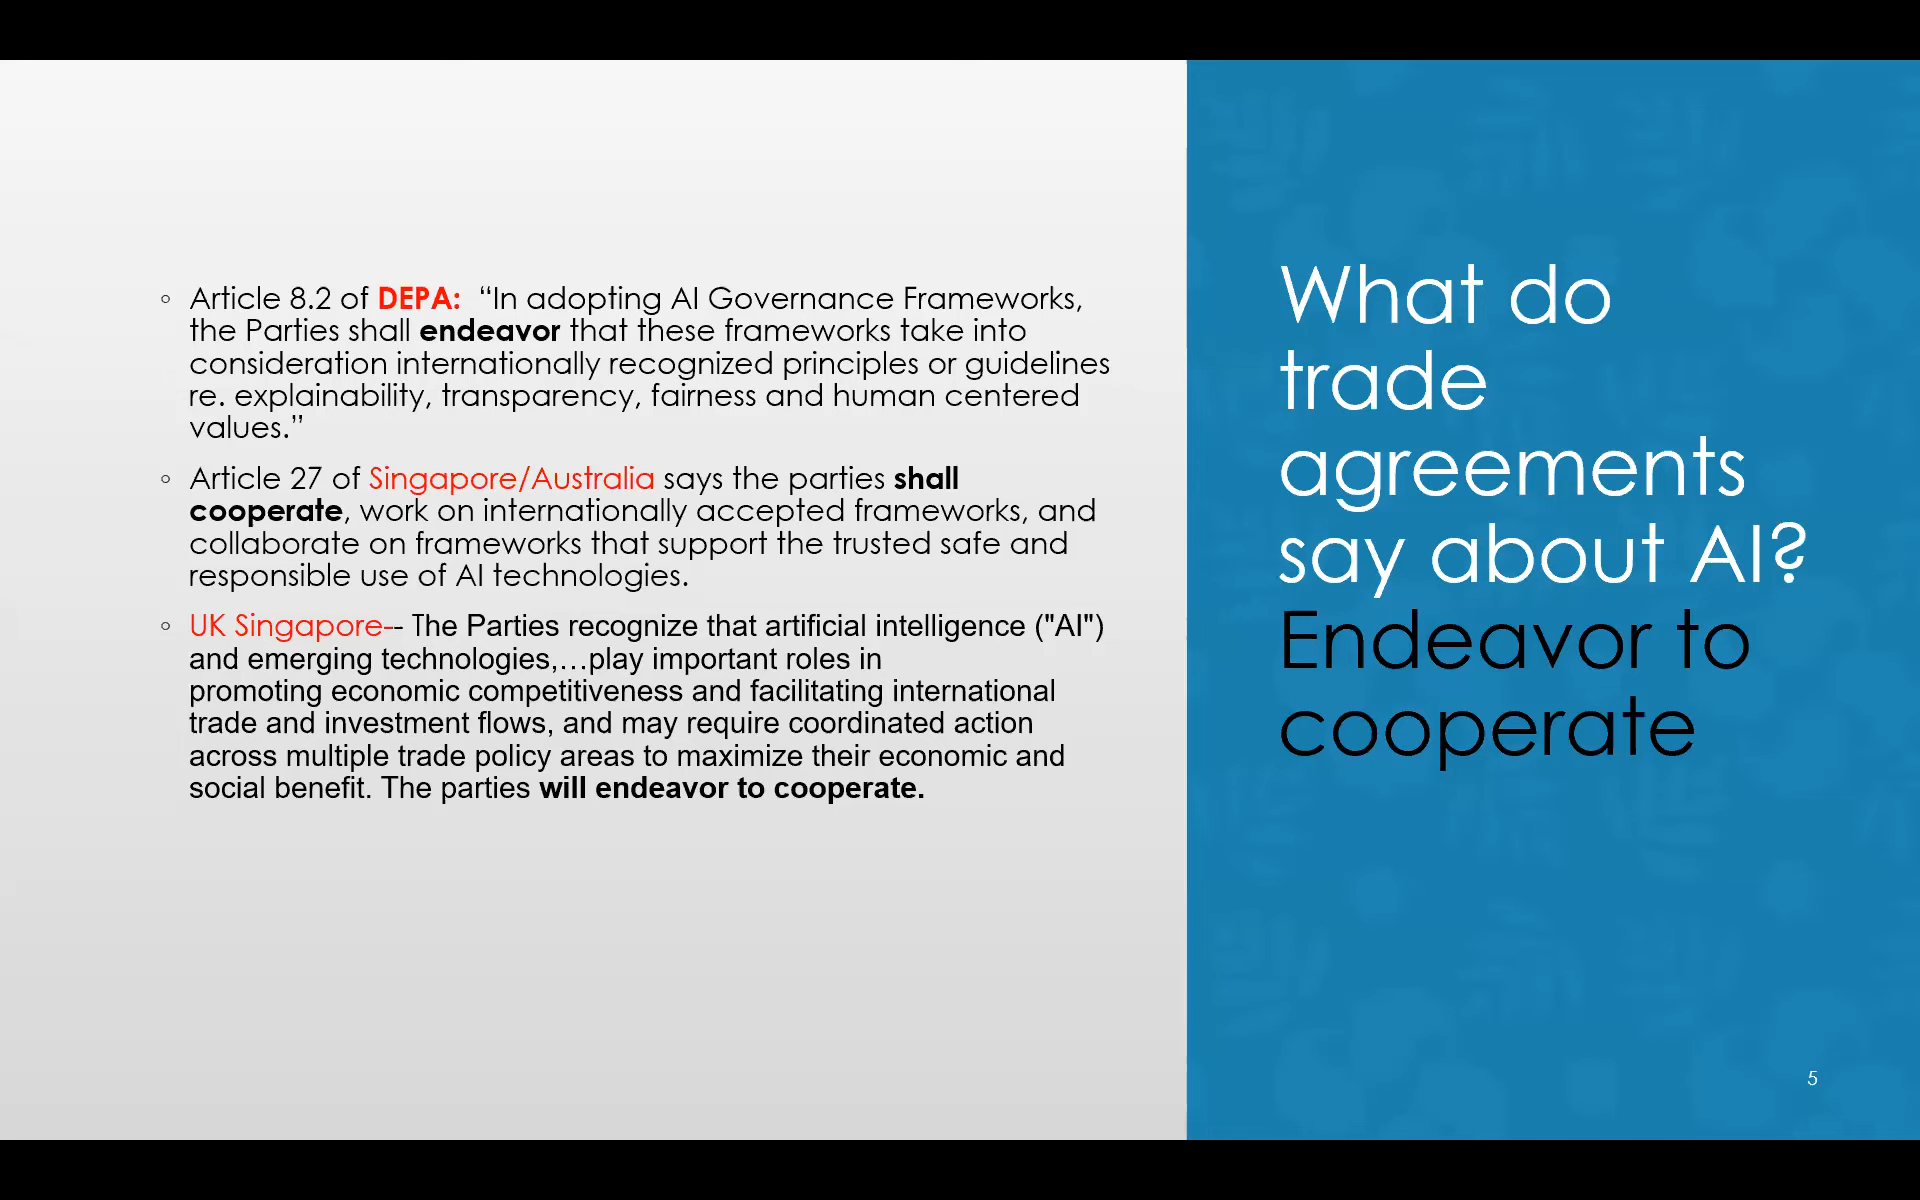 ◦ Article 8.2 of DEPA: “In adopting AI Governance Frameworks,
the Parties shall endeavor that these frameworks take into
consideration internationally recognized principles or guidelines
re. explainability, transparency, fairness and human centered
values.”
◦ Article 27 of Singapore/Australia says the parties shall
cooperate, work on internationally accepted frameworks, and
collaborate on frameworks that support the trusted safe and
responsible use of AI technologies.
◦ UK Singapore-- The Parties recognize that artificial intelligence ("AI")
and emerging technologies,…play important roles in
promoting economic competitiveness and facilitating international
trade and investment flows, and may require coordinated action
across multiple trade policy areas to maximize their economic and
social benefit. The parties will endeavor to cooperate.
What do
trade
agreements
say about AI?
Endeavor to
cooperate
5